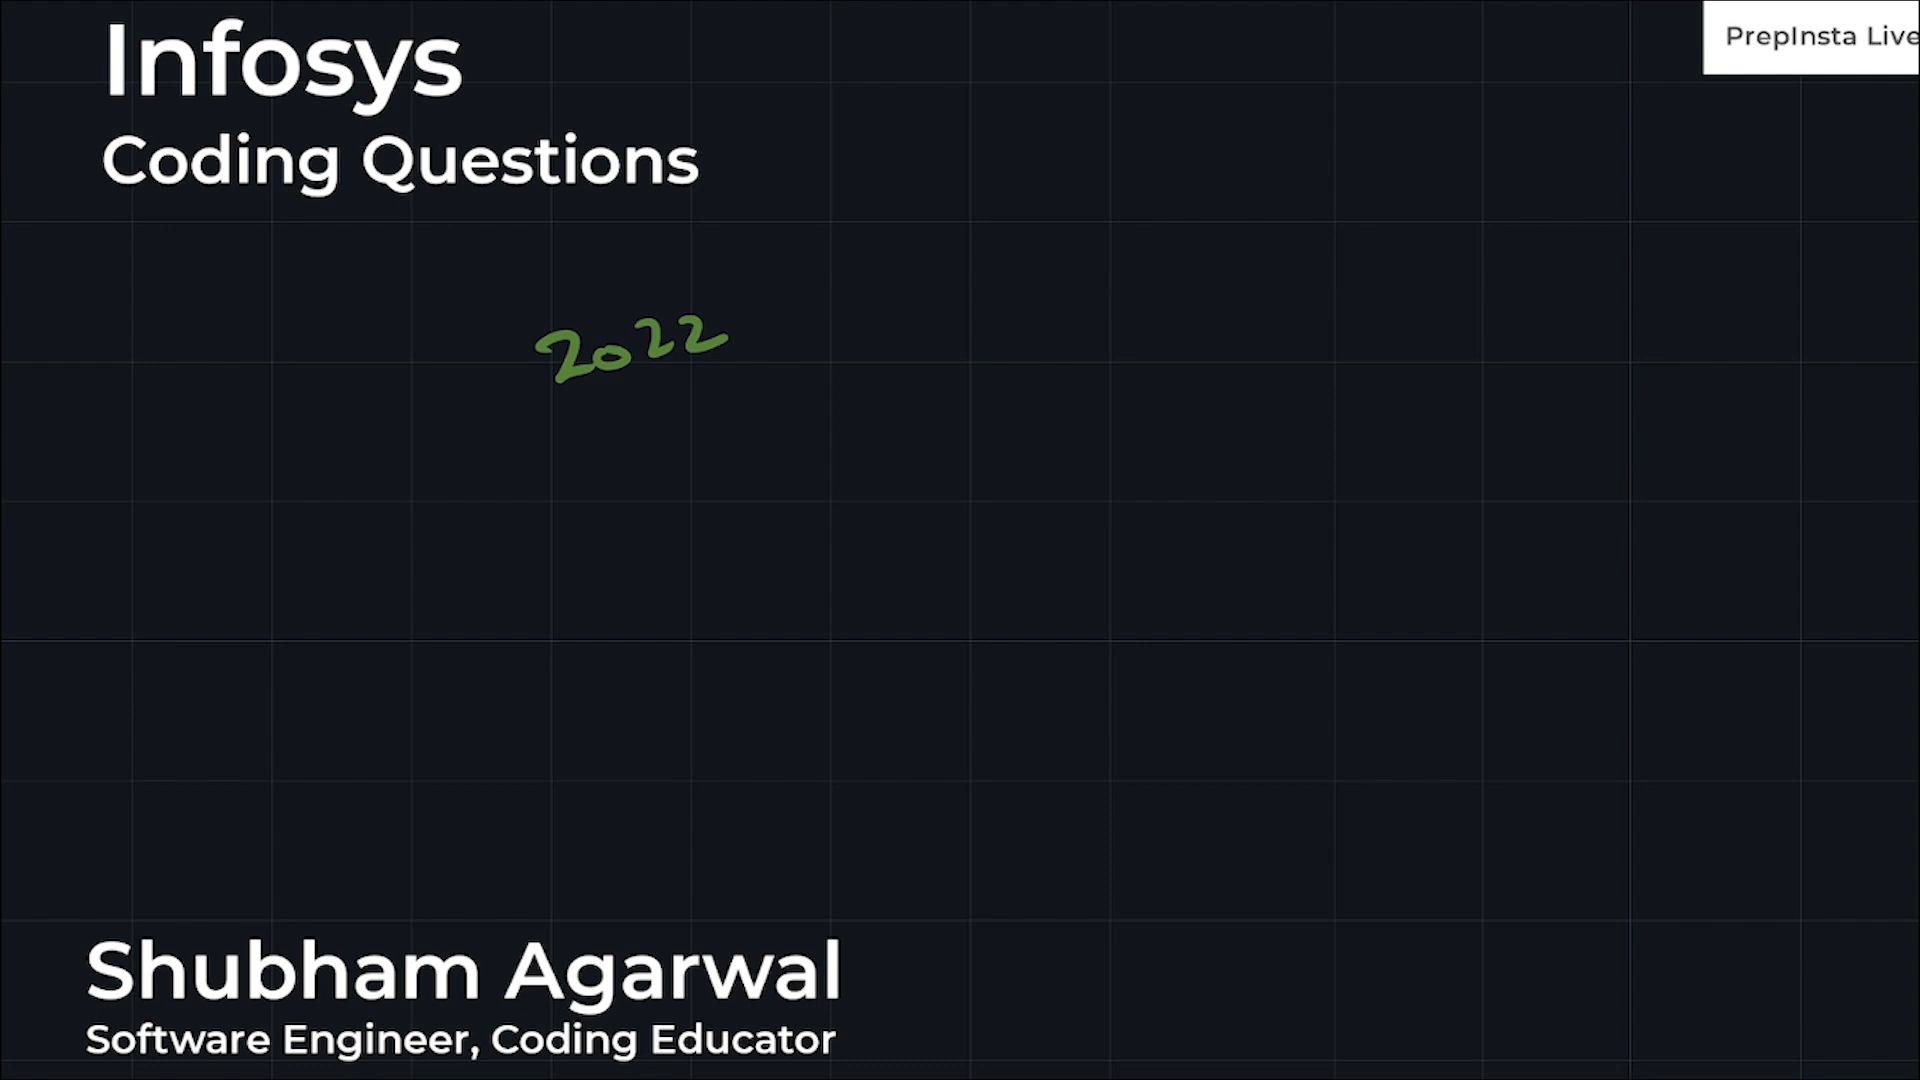 Infosys
PrepInsta Live
Coding Questions
2022
Shubham Agarwal
Software Engineer, Coding Educator